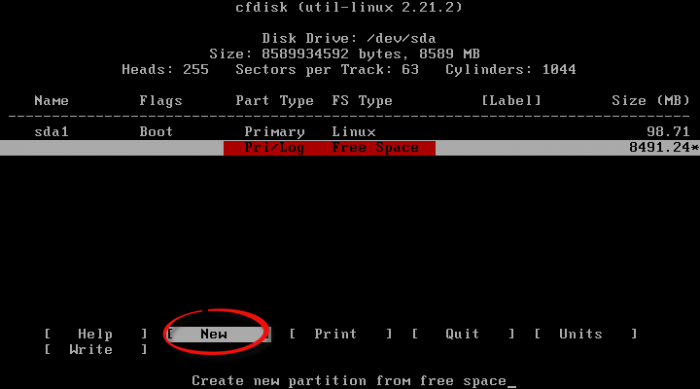 cfdisk (util-linux 2.21.2)
Disk Drive: /dev/sda
Size: 8589934592 bytes, 8589 MB
Heads: 255   Sectors per Track: 63   Cylinders: 1044
Name   Flags   Part Type   FS Type   [Label]   Size (MB)
sda1   Boot   Primary   Linux   98.71
Pri/Log   Free Space   8491.24*
[ Help ]   [ New ]   [ Print ]   [ Quit ]   [ Units ]
[ Write ]
Create new partition from free space_